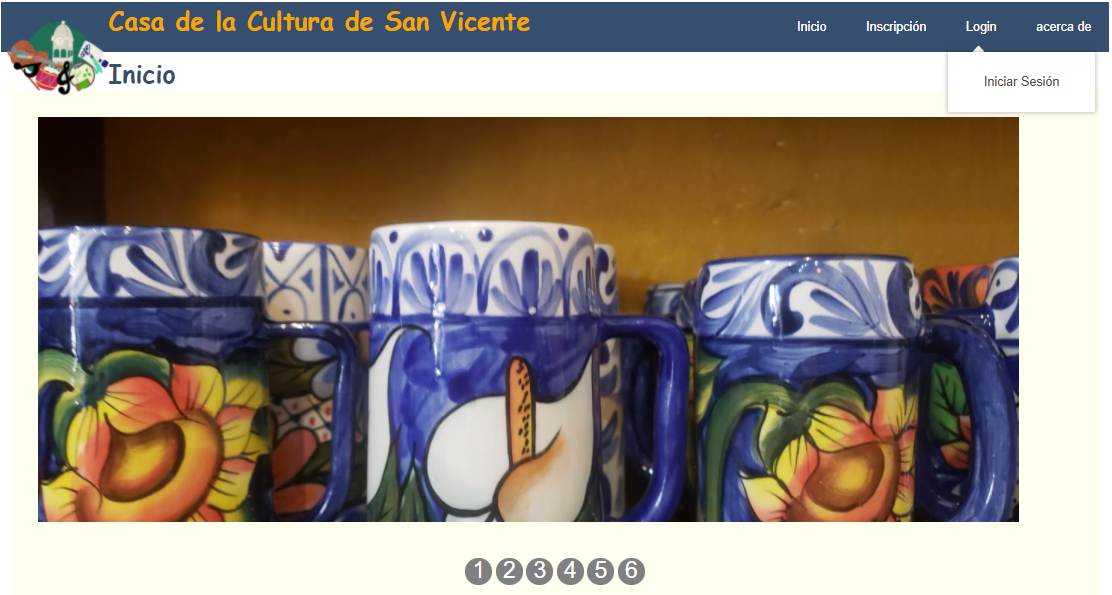 Casa de la Cultura de San Vicente
Inicio Inscripción Login acerca de
Inicio
Iniciar Sesión
1 2 3 4 5 6